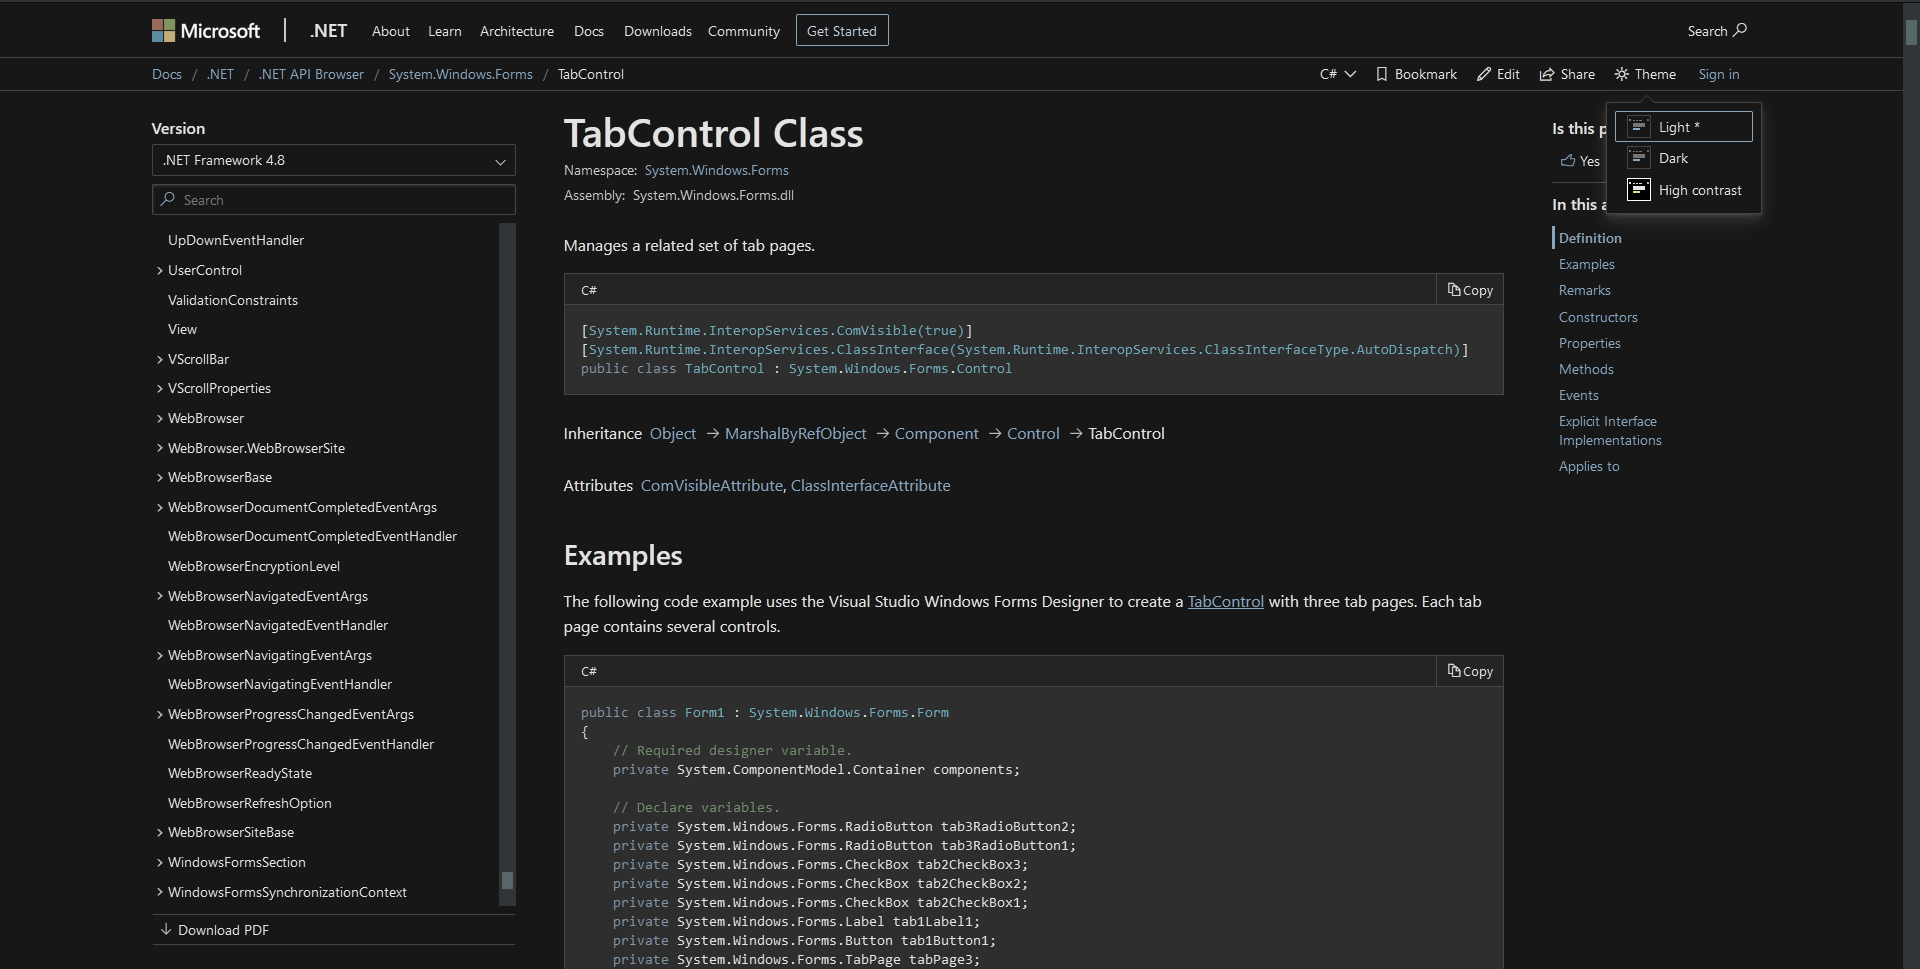 Microsoft
.NET
About
Learn
Architecture
Docs
Downloads
Community
Get Started
Search
Docs / .NET / .NET API Browser / System.Windows.Forms / TabControl
C#
Bookmark
Edit
Share
Theme
Sign in
Light *
Dark
High contrast
Version
.NET Framework 4.8
Search
UpDownEventHandler
UserControl
ValidationConstraints
View
VScrollBar
VScrollProperties
WebBrowser
WebBrowser.WebBrowserSite
WebBrowserBase
WebBrowserDocumentCompletedEventArgs
WebBrowserDocumentCompletedEventHandler
WebBrowserEncryptionLevel
WebBrowserNavigatedEventArgs
WebBrowserNavigatedEventHandler
WebBrowserNavigatingEventArgs
WebBrowserNavigatingEventHandler
WebBrowserProgressChangedEventArgs
WebBrowserProgressChangedEventHandler
WebBrowserReadyState
WebBrowserRefreshOption
WebBrowserSiteBase
WindowsFormsSection
WindowsFormsSynchronizationContext
Download PDF
TabControl Class
Namespace: System.Windows.Forms
Assembly: System.Windows.Forms.dll
Manages a related set of tab pages.
C#
Copy
[System.Runtime.InteropServices.ComVisible(true)]
[System.Runtime.InteropServices.ClassInterface(System.Runtime.InteropServices.ClassInterfaceType.AutoDispatch)]
public class TabControl : System.Windows.Forms.Control
Inheritance Object → MarshalByRefObject → Component → Control → TabControl
Attributes ComVisibleAttribute, ClassInterfaceAttribute
Examples
The following code example uses the Visual Studio Windows Forms Designer to create a TabControl with three tab pages. Each tab
page contains several controls.
C#
Copy
public class Form1 : System.Windows.Forms.Form
{
// Required designer variable.
private System.ComponentModel.Container components;
// Declare variables.
private System.Windows.Forms.RadioButton tab3RadioButton2;
private System.Windows.Forms.RadioButton tab3RadioButton1;
private System.Windows.Forms.CheckBox tab2CheckBox3;
private System.Windows.Forms.CheckBox tab2CheckBox2;
private System.Windows.Forms.CheckBox tab2CheckBox1;
private System.Windows.Forms.Label tab1Label1;
private System.Windows.Forms.Button tab1Button1;
private System.Windows.Forms.TabPage tabPage3;
Is this p
Yes
In this a
Definition
Examples
Remarks
Constructors
Properties
Methods
Events
Explicit Interface
Implementations
Applies to